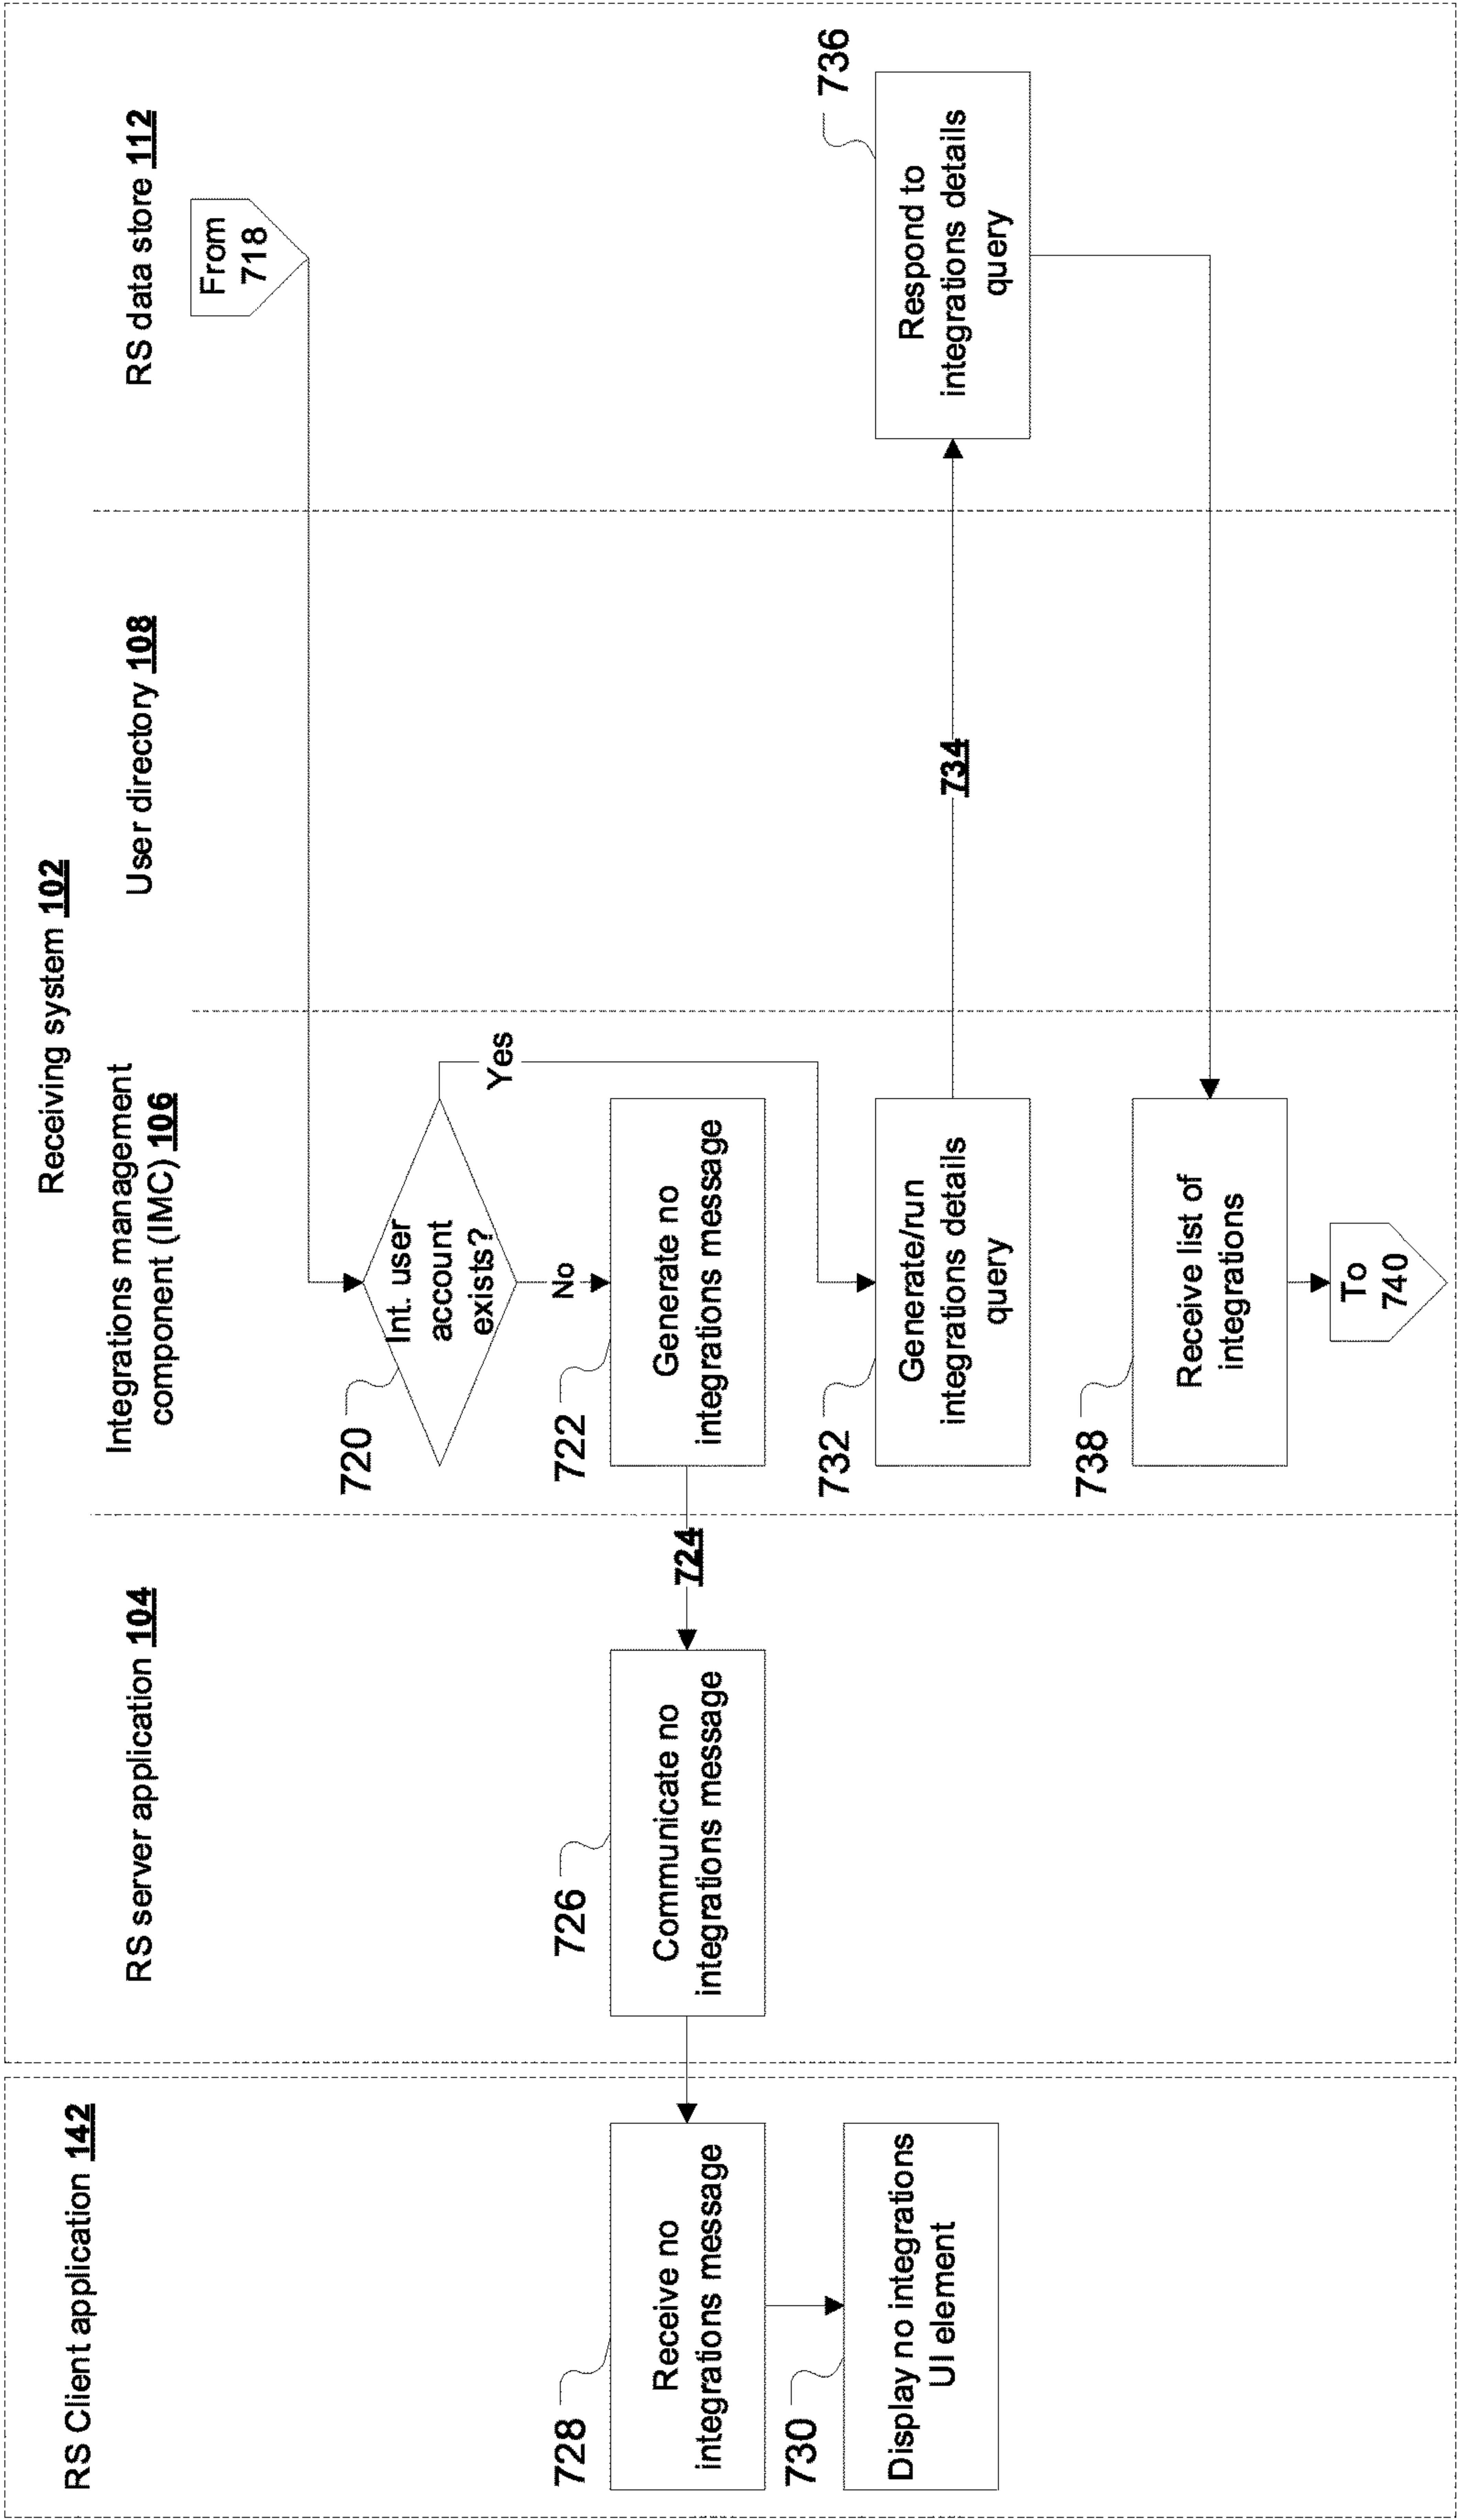 RS Client application 142
Receiving system 102
RS server application 104
Integrations management
component (IMC) 106
User directory 108
RS data store 112
From
718
720
Int. user
account
exists?
Yes
No
722
Generate no
integrations message
724
726
Communicate no
integrations message
728
Receive no
integrations message
730
Display no integrations
UI element
732
Generate/run
integrations details
query
734
736
Respond to
integrations details
query
738
Receive list of
integrations
To
740